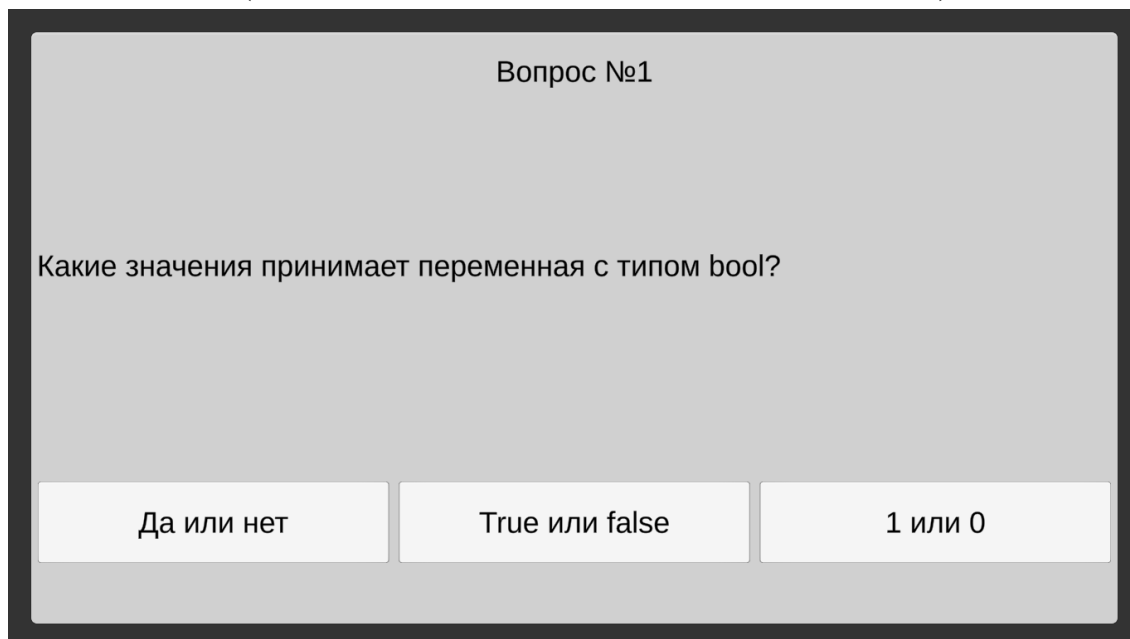 Вопрос №1
Какие значения принимает переменная с типом bool?
Да или нет
True или false
1 или 0